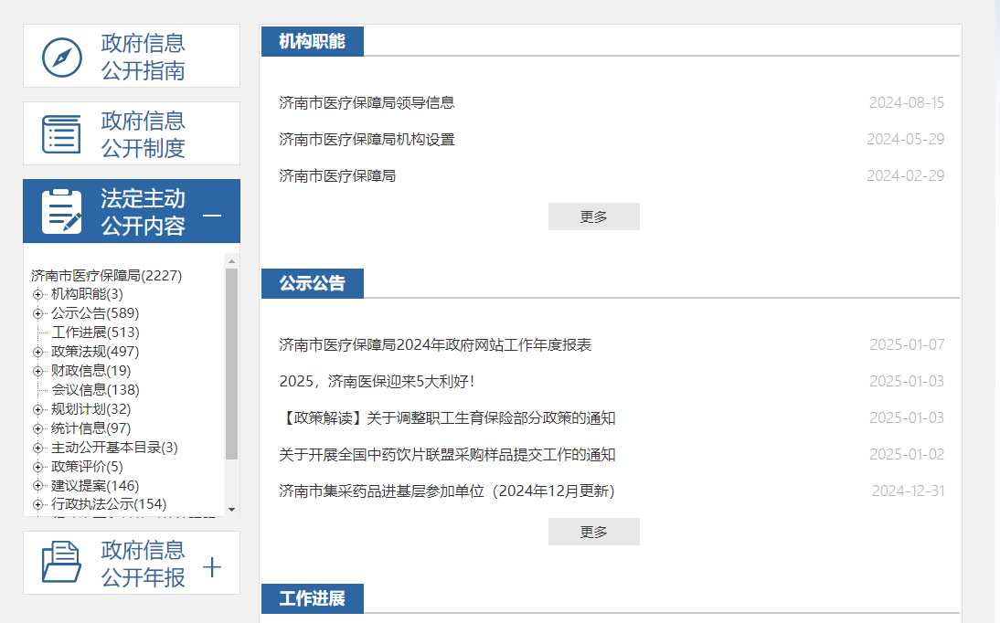 政府信息
公开指南
政府信息
公开制度
法定主动
公开内容
济南市医疗保障局(2227)
机构职能(3)
公示公告(589)
工作进展(513)
政策法规(497)
财政信息(19)
会议信息(138)
规划计划(32)
统计信息(97)
主动公开基本目录(3)
政策评价(5)
建议提案(146)
行政执法公示(154)
政府信息
公开年报
机构职能
济南市医疗保障局领导信息 2024-08-15
济南市医疗保障局机构设置 2024-05-29
济南市医疗保障局 2024-02-29
更多
公示公告
济南市医疗保障局2024年政府网站工作年度报表 2025-01-07
2025，济南医保迎来5大利好！ 2025-01-03
【政策解读】关于调整职工生育保险部分政策的通知 2025-01-03
关于开展全国中药饮片联盟采购样品提交工作的通知 2025-01-02
济南市集采药品进基层参加单位（2024年12月更新） 2024-12-31
更多
工作进展